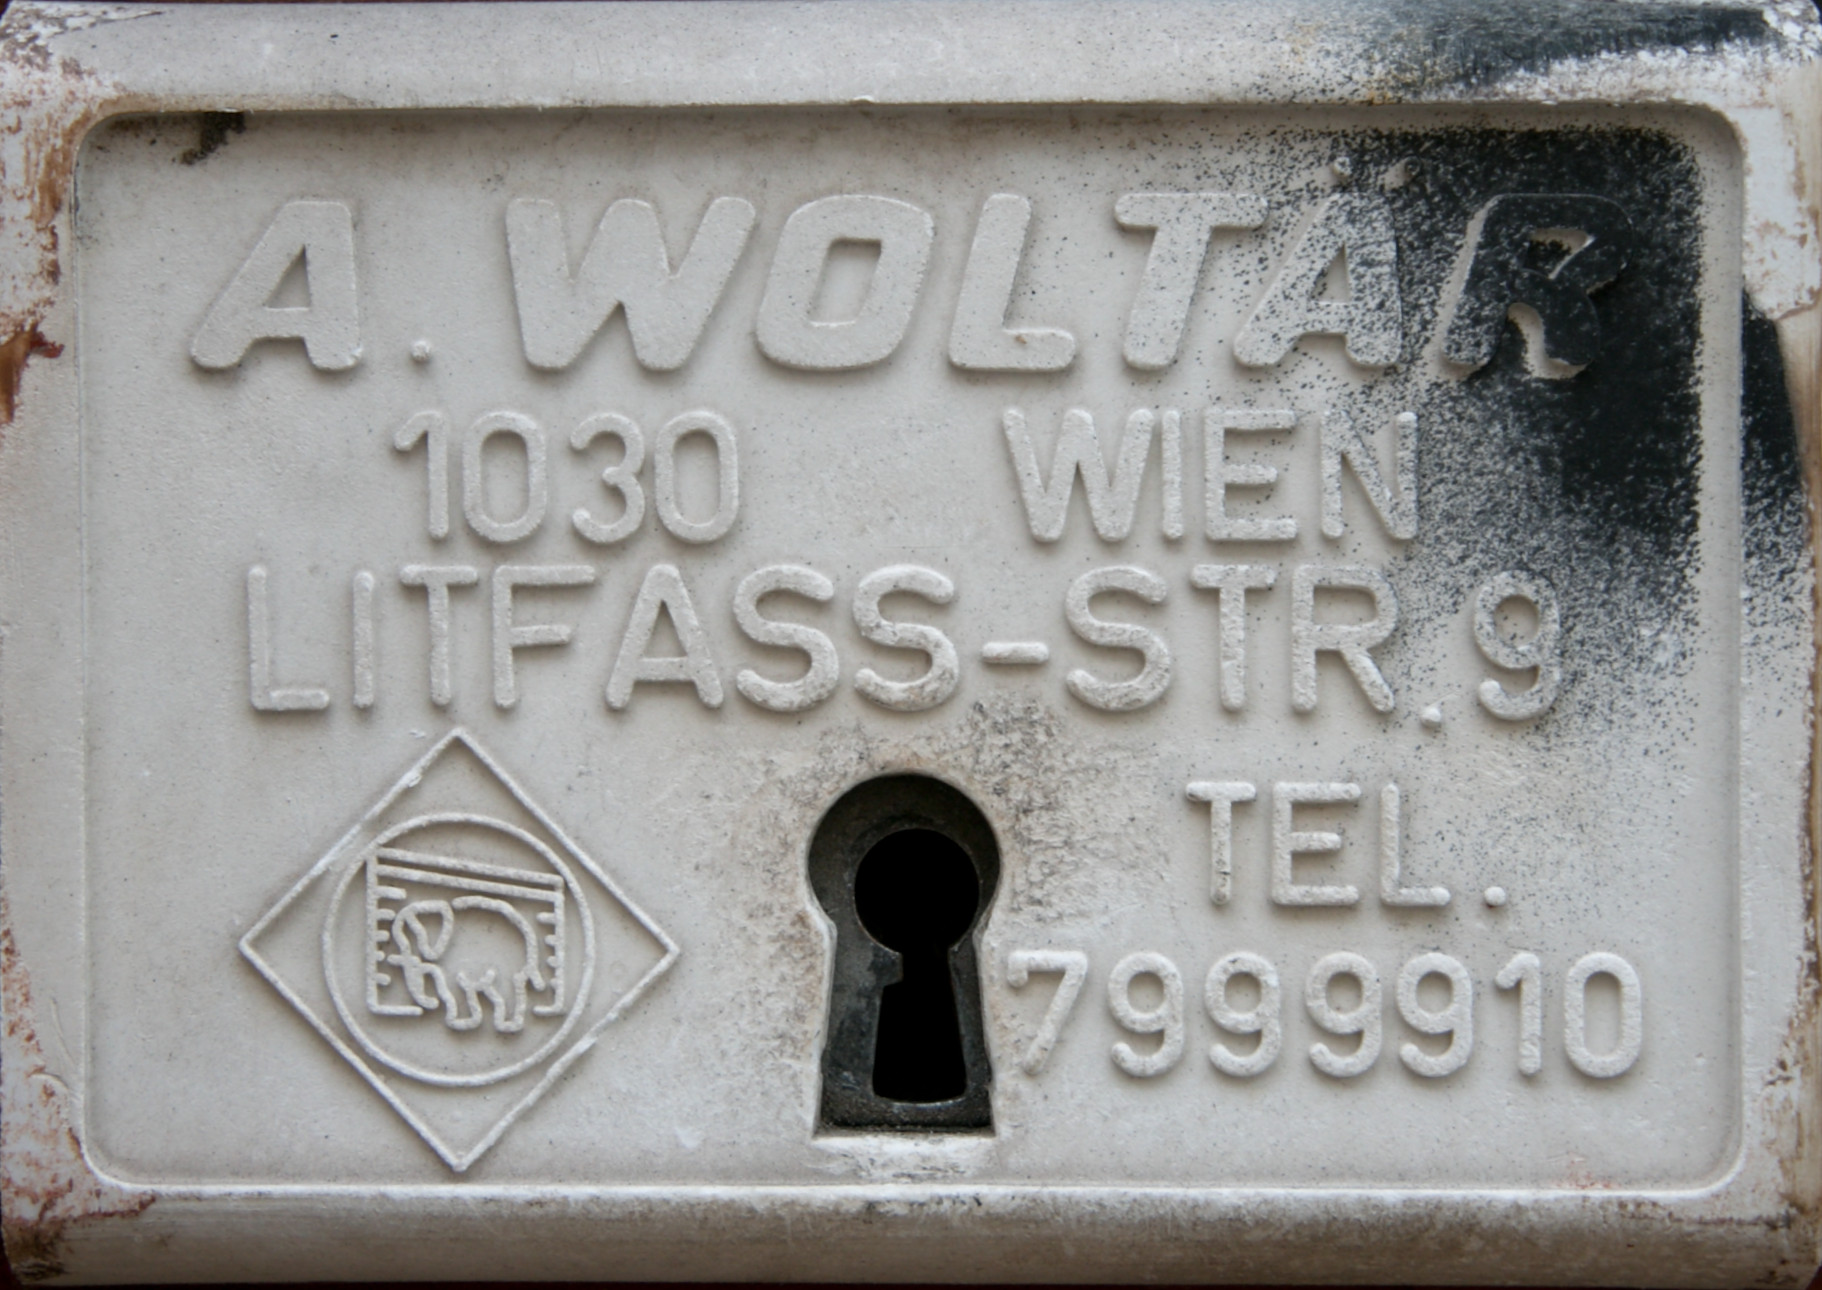 A. WOLTÄR
1030 WIEN
LITFASS-STR.9
TEL.
7999910